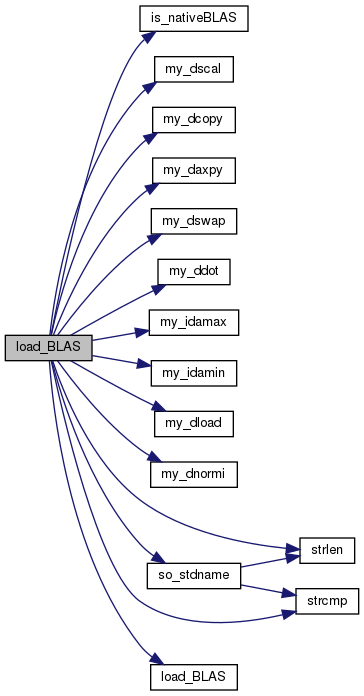 is_nativeBLAS
my_dscal
my_dcopy
my_daxpy
my_dswap
my_ddot
my_idamax
load_BLAS
my_idamin
my_dload
my_dnormi
strlen
so_stdname
strcmp
load_BLAS